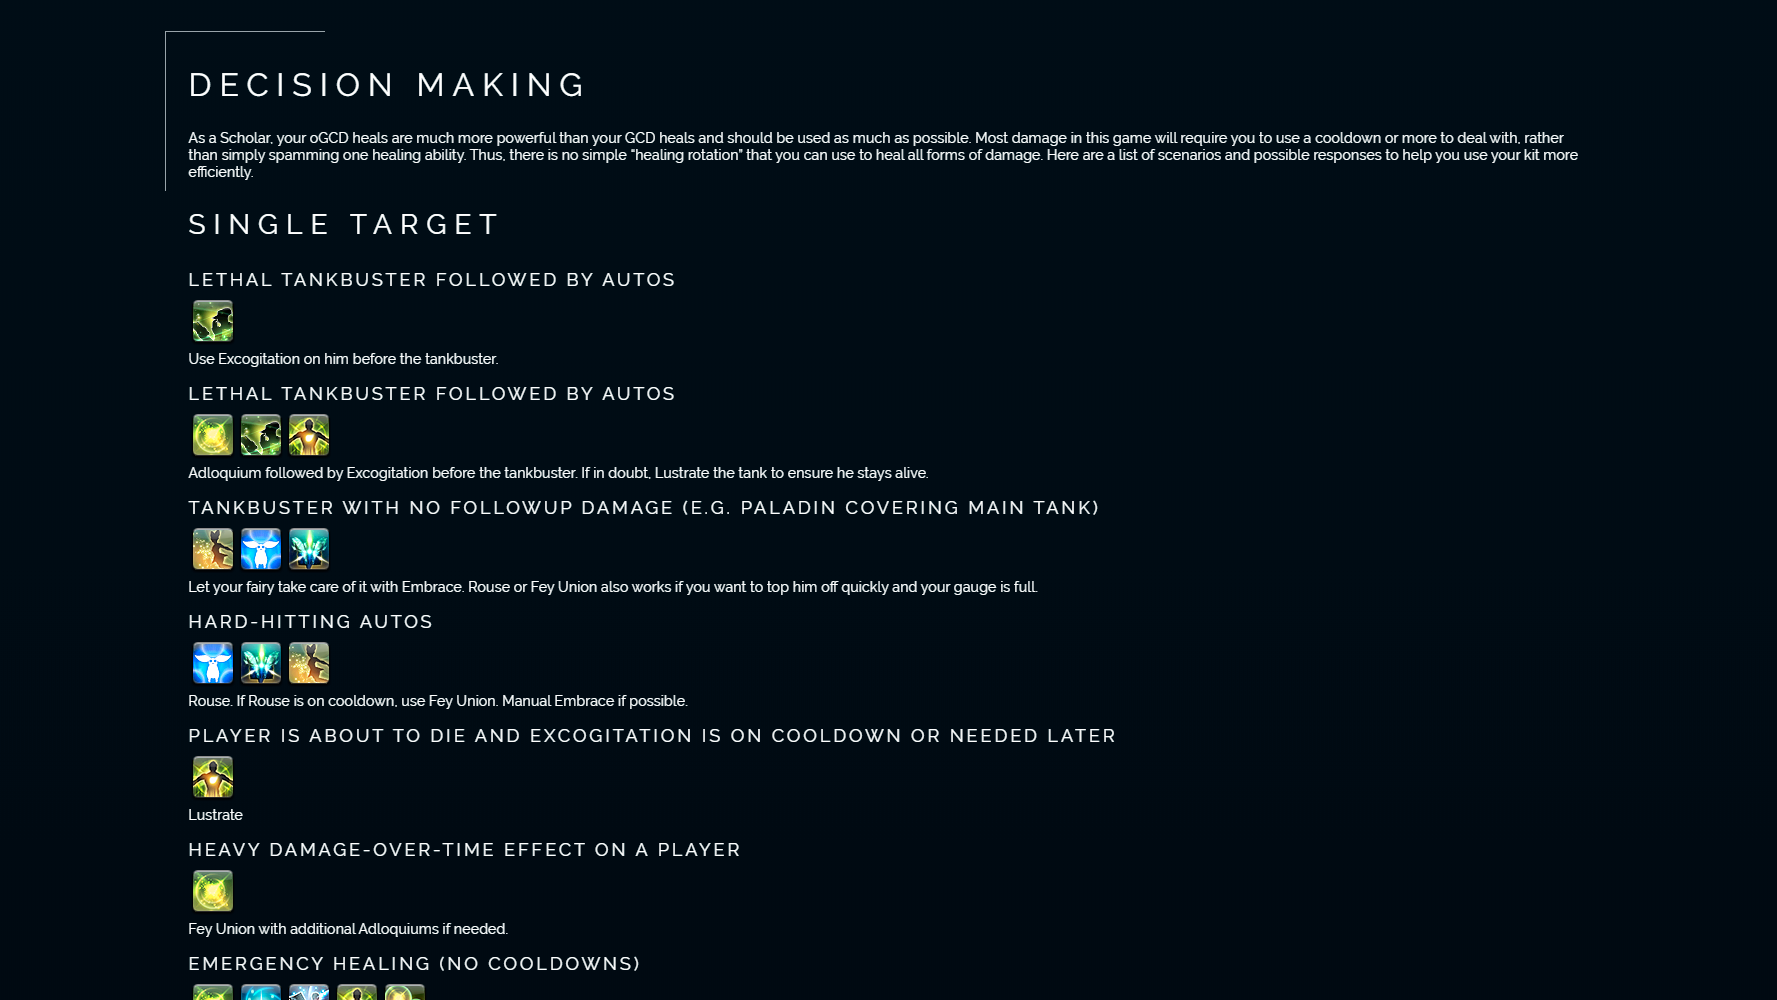 DECISION MAKING
As a Scholar, your oGCD heals are much more powerful than your GCD heals and should be used as much as possible. Most damage in this game will require you to use a cooldown or more to deal with, rather
than simply spamming one healing ability. Thus, there is no simple "healing rotation" that you can use to heal all forms of damage. Here are a list of scenarios and possible responses to help you use your kit more
efficiently.
SINGLE TARGET
LETHAL TANKBUSTER FOLLOWED BY AUTOS
Use Excogitation on him before the tankbuster.
LETHAL TANKBUSTER FOLLOWED BY AUTOS
Adloquium followed by Excogitation before the tankbuster. If in doubt, Lustrate the tank to ensure he stays alive.
TANKBUSTER WITH NO FOLLOWUP DAMAGE (E.G. PALADIN COVERING MAIN TANK)
Let your fairy take care of it with Embrace. Rouse or Fey Union also works if you want to top him off quickly and your gauge is full.
HARD-HITTING AUTOS
Rouse. If Rouse is on cooldown, use Fey Union. Manual Embrace if possible.
PLAYER IS ABOUT TO DIE AND EXCOGITATION IS ON COOLDOWN OR NEEDED LATER
Lustrate
HEAVY DAMAGE-OVER-TIME EFFECT ON A PLAYER
Fey Union with additional Adloquiums if needed.
EMERGENCY HEALING (NO COOLDOWNS)